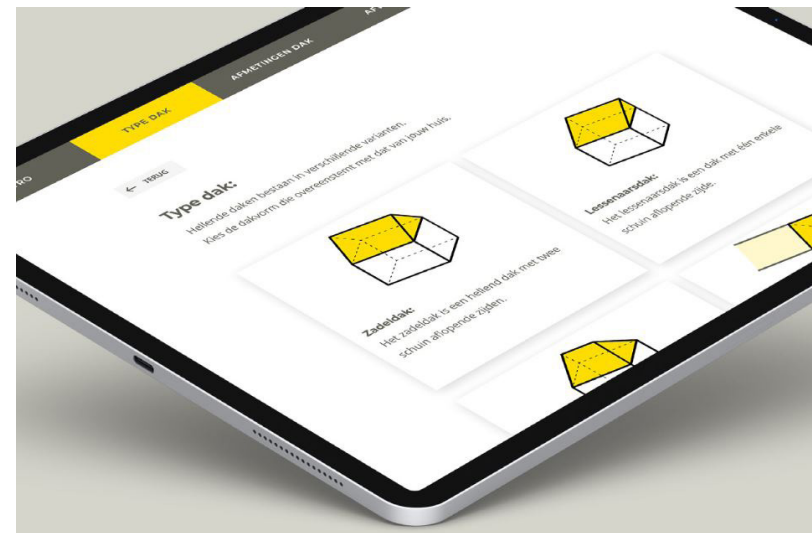 RO
TYPE DAK
AFMETINGEN DAK
← TERUG
Type dak:
Hellende daken bestaan in verschillende varianten.
Kies de dakvorm die overeenstemt met dat van jouw huis.
Zadeldak:
Het zadeldak is een hellend dak met twee
schuin aflopende zijden.
Lessenaarsdak:
Het lessenaarsdak is een dak met één enkele
schuin aflopende zijde.